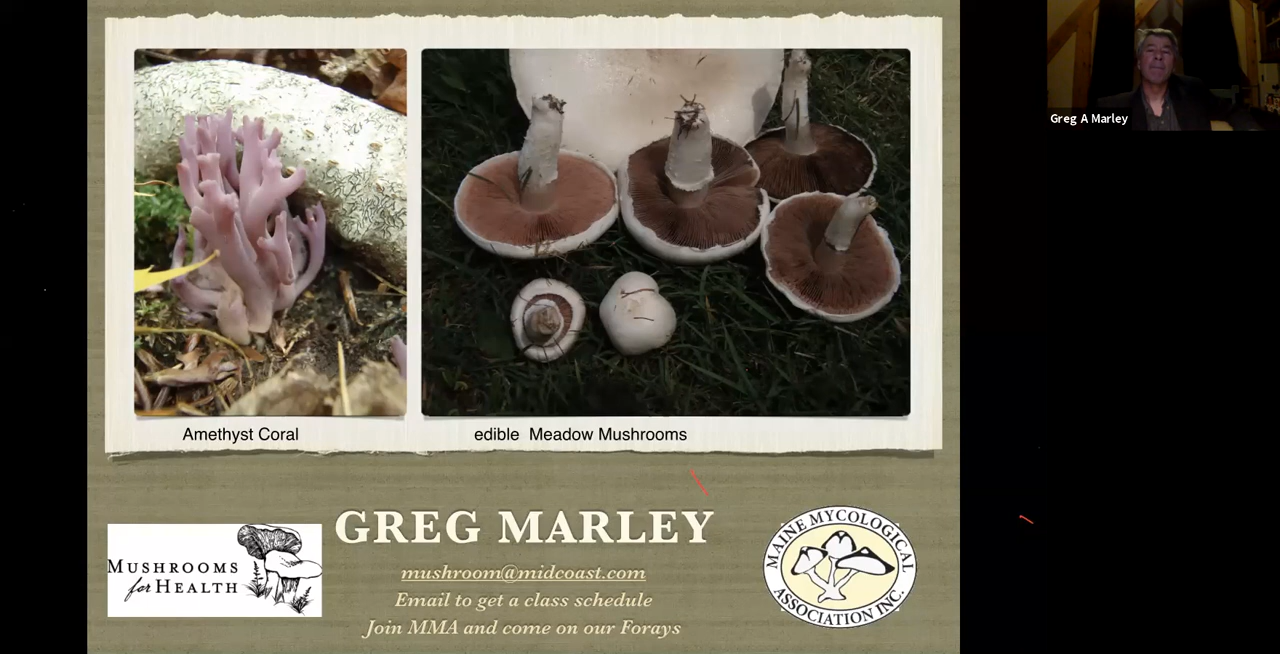 Greg A Marley
Amethyst Coral
edible Meadow Mushrooms
GREG MARLEY
mushroom@midcoast.com
Email to get a class schedule
Join MMA and come on our Forays
MUSHROOMS
for HEALTH
MAINE MYCOLOGICAL
ASSOCIATION INC.